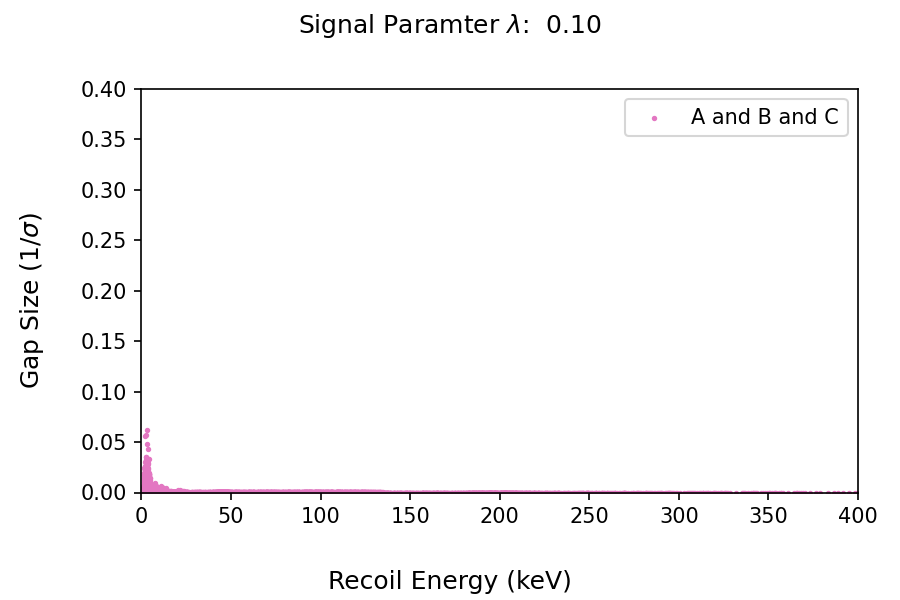 Signal Paramter λ: 0.10
A and B and C
Gap Size (1/σ)
0.40
0.35
0.30
0.25
0.20
0.15
0.10
0.05
0.00
0 50 100 150 200 250 300 350 400
Recoil Energy (keV)